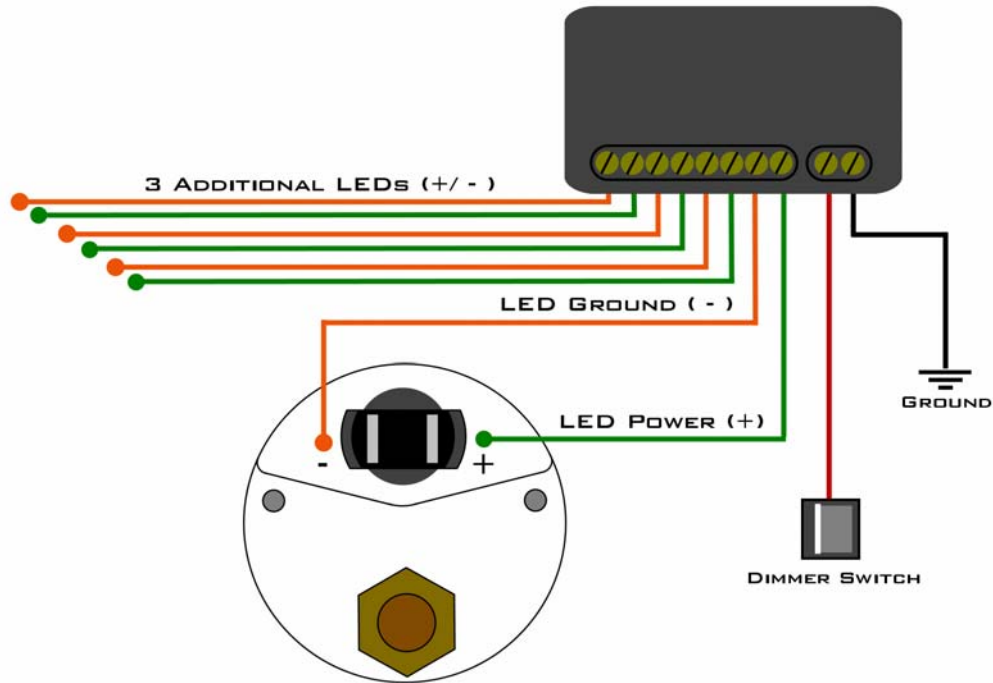 3 Additional LEDs (+/ - )
LED Ground ( - )
LED Power (+)
- +
Ground
Dimmer Switch